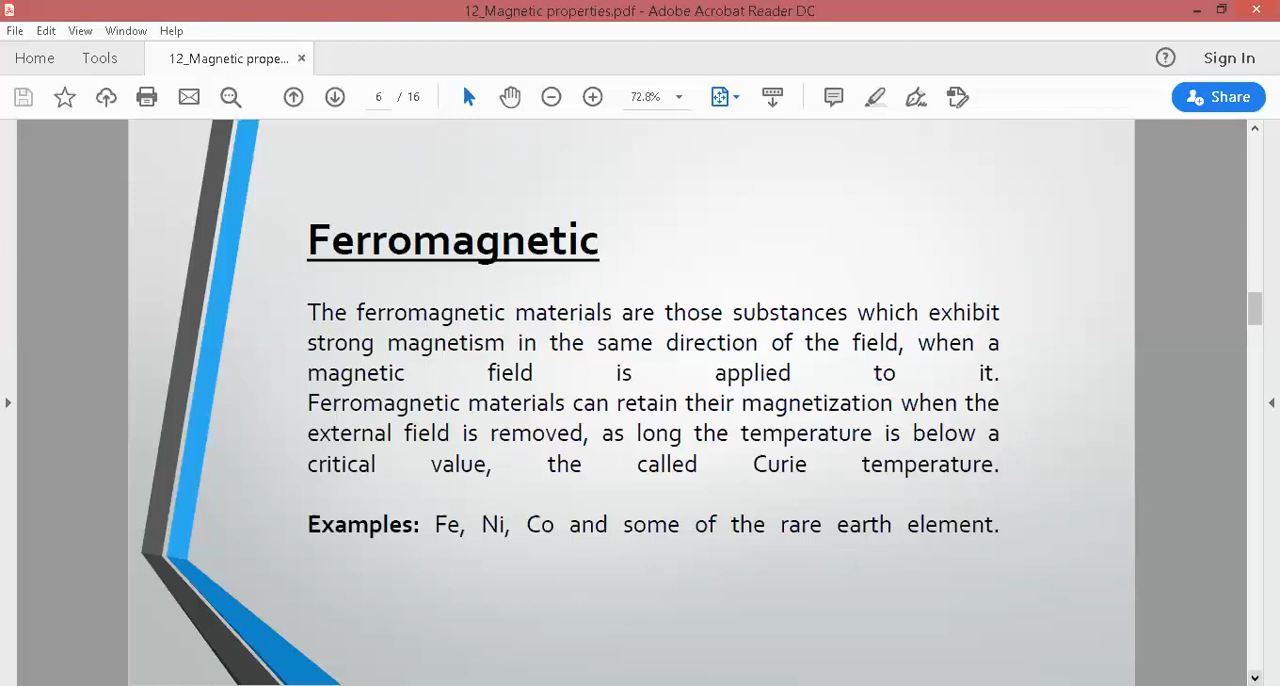 12_Magnetic properties.pdf - Adobe Acrobat Reader DC
File Edit View Window Help
Home Tools 12_Magnetic prope... × Sign In
6 / 16 72.8% Share
Ferromagnetic
The ferromagnetic materials are those substances which exhibit
strong magnetism in the same direction of the field, when a
magnetic field is applied to it.
Ferromagnetic materials can retain their magnetization when the
external field is removed, as long the temperature is below a
critical value, the called Curie temperature.
Examples: Fe, Ni, Co and some of the rare earth element.